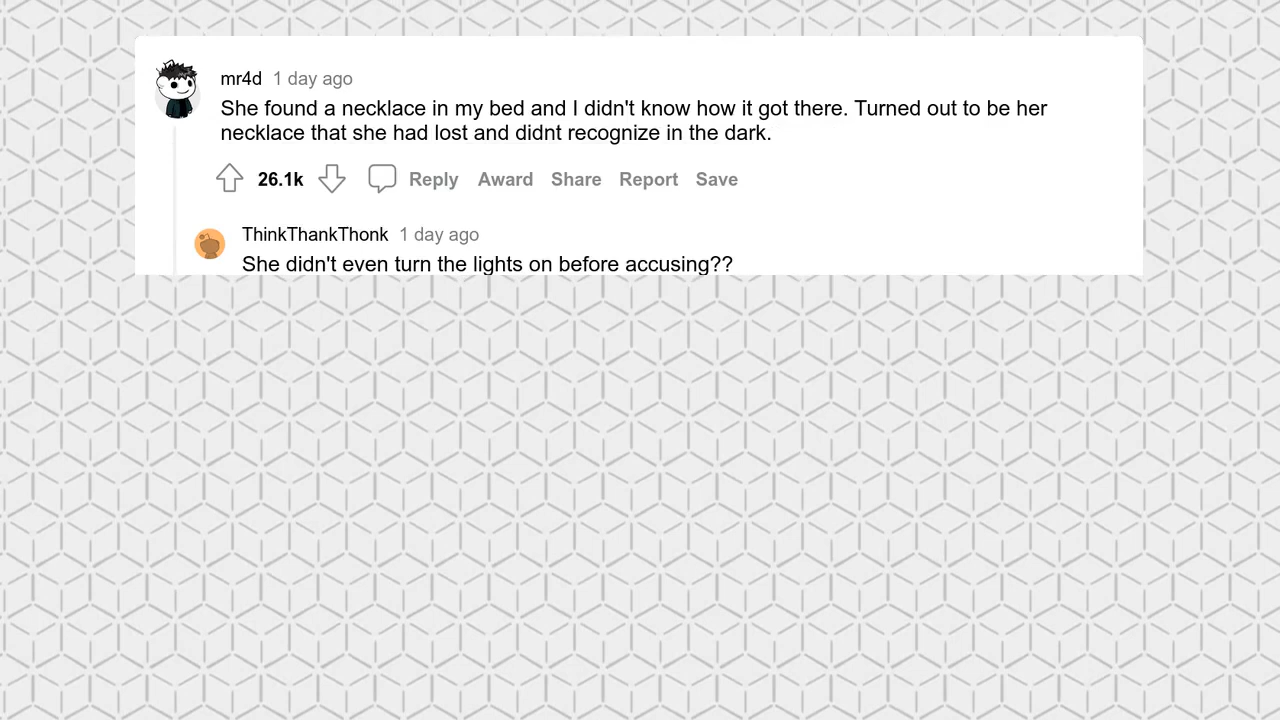 mr4d 1 day ago
She found a necklace in my bed and I didn't know how it got there. Turned out to be her
necklace that she had lost and didnt recognize in the dark.
26.1k Reply Award Share Report Save
ThinkThankThonk 1 day ago
She didn't even turn the lights on before accusing??